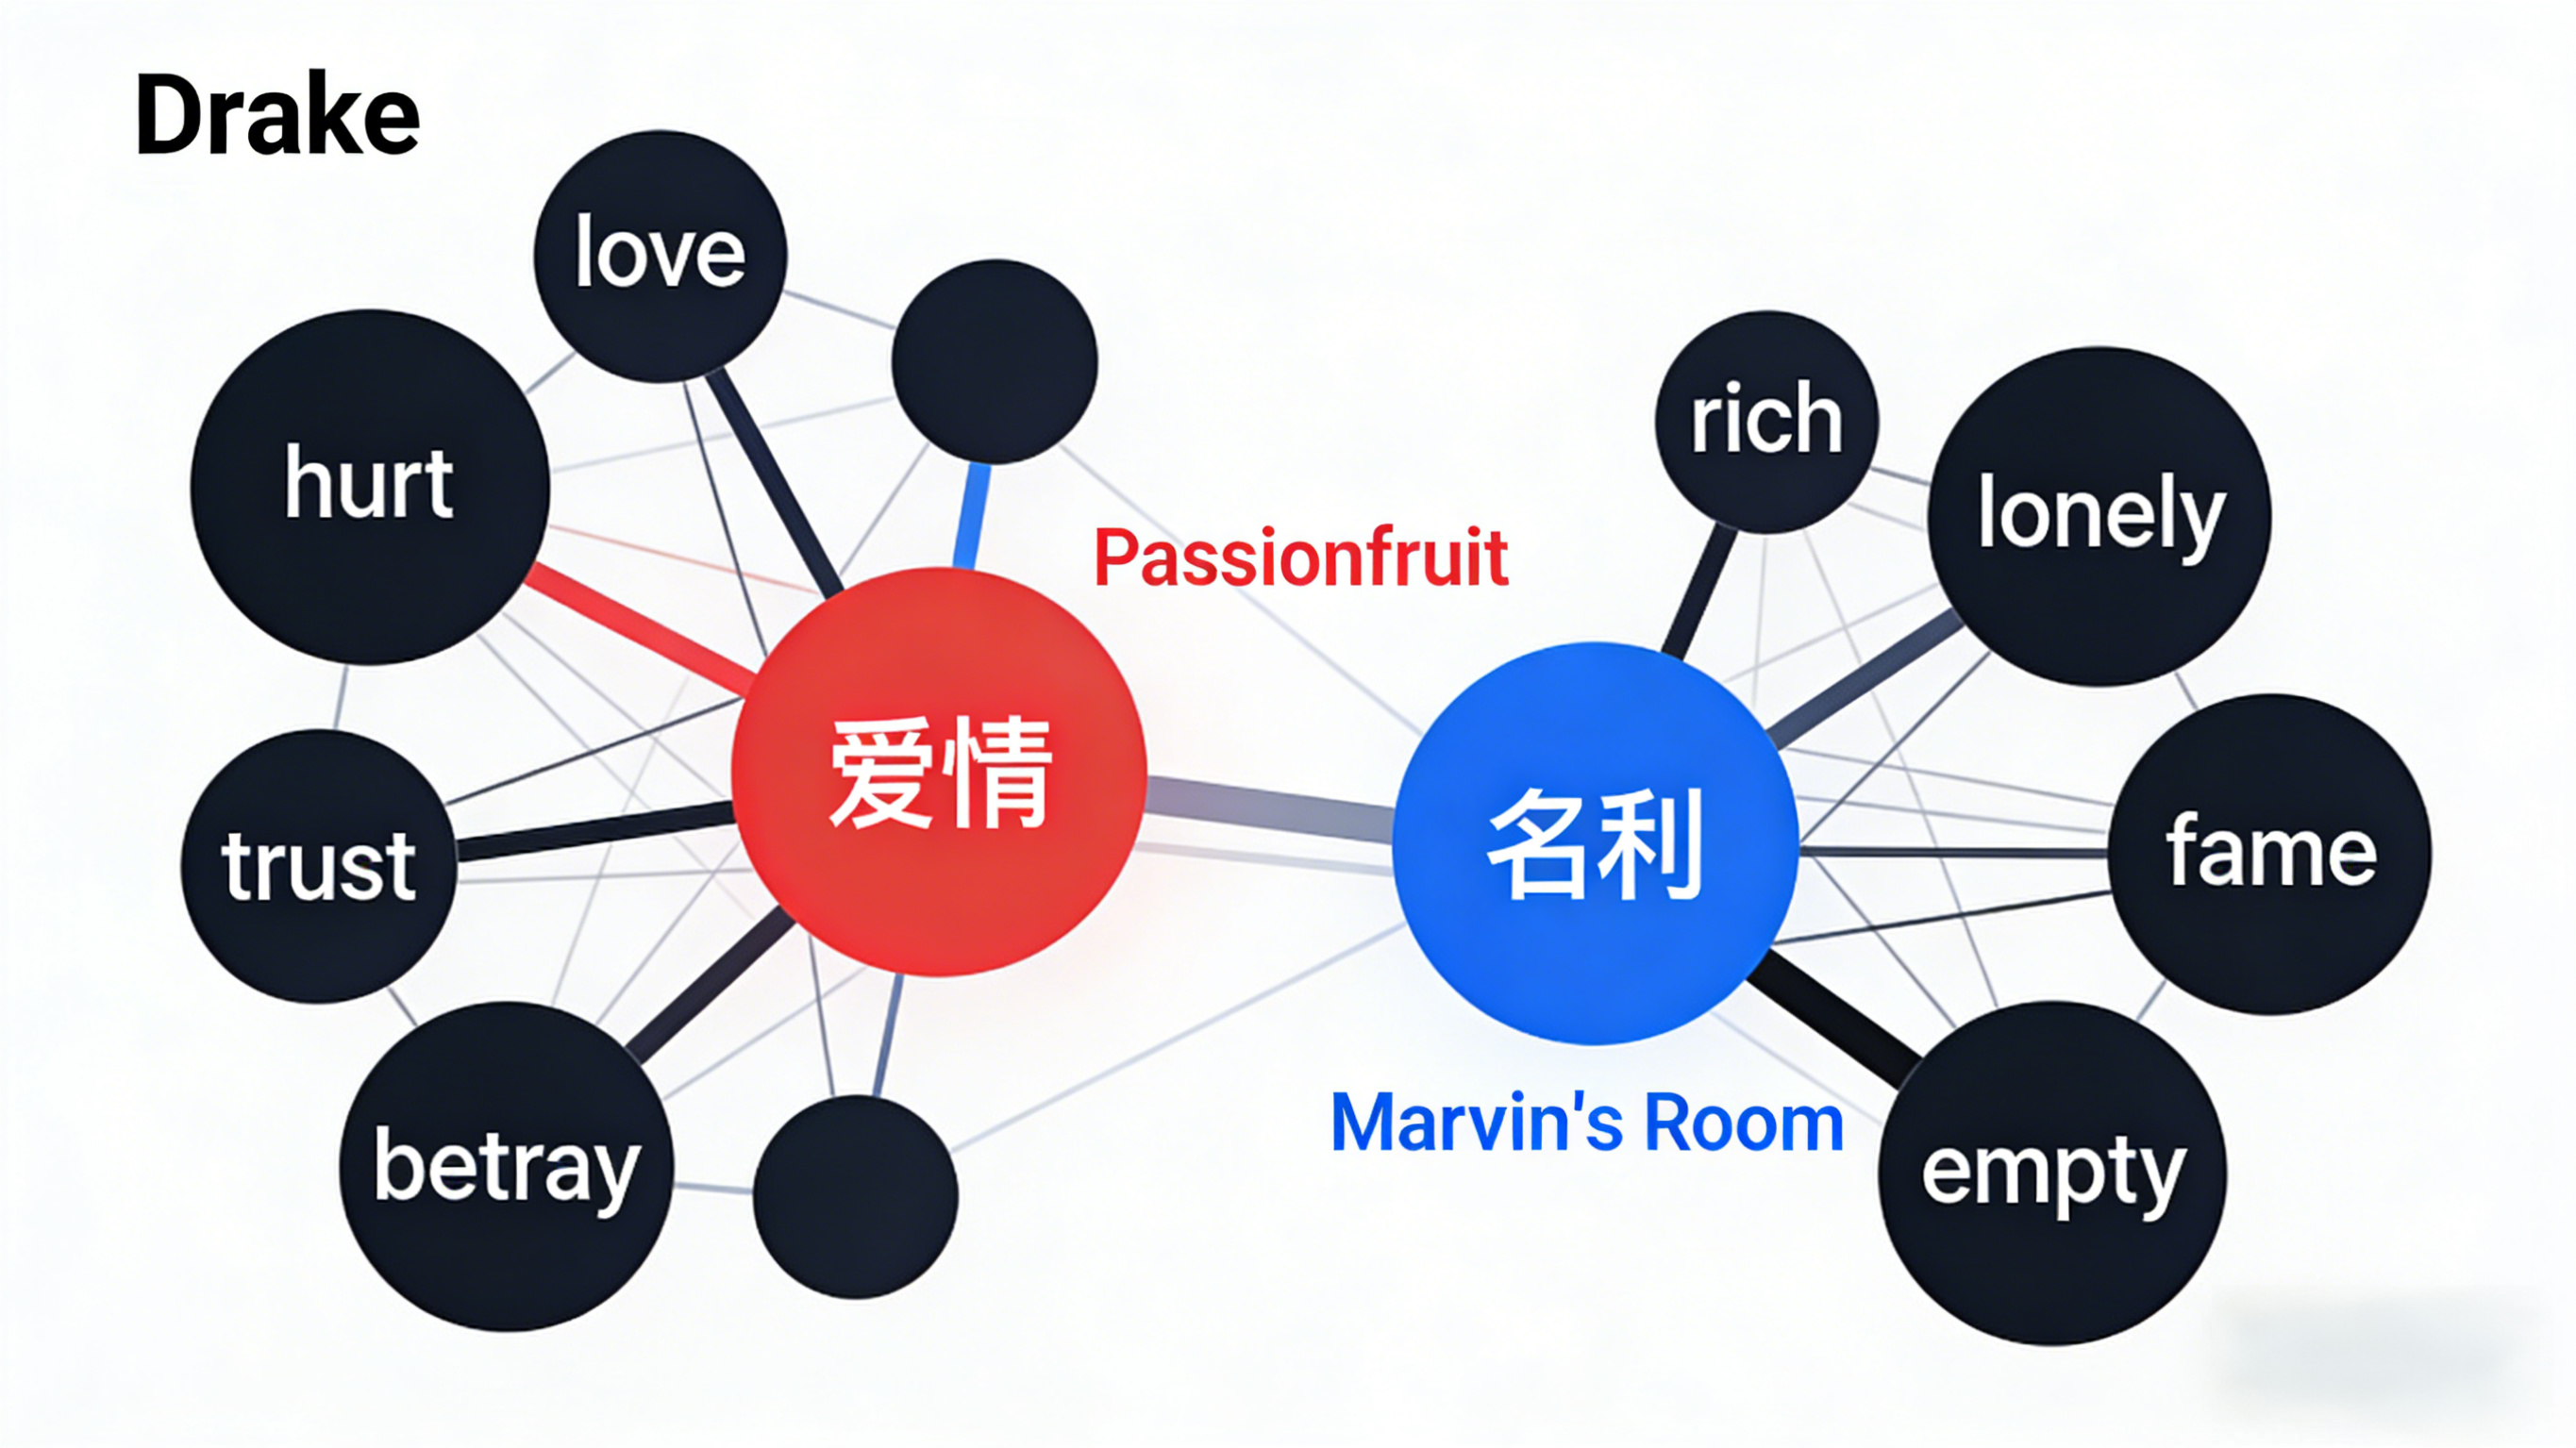 Drake
love
hurt
rich
lonely
Passionfruit
爱情
名利
trust
fame
betray
Marvin's Room
empty